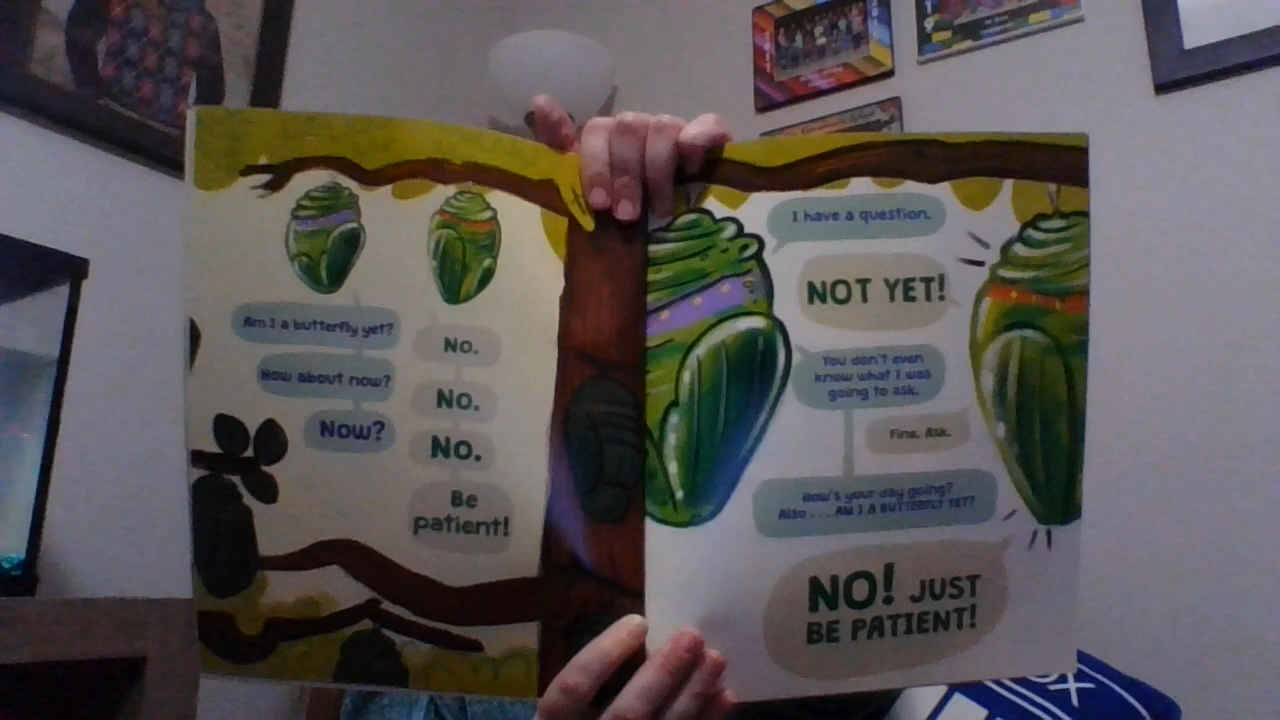 Am I a butterfly yet?
No.
How about now?
No.
Now?
No.
Be
patient!
I have a question.
NOT YET!
You don't even
know what I was
going to ask.
Fine. Ask.
How's your day going?
Also . . . AM I A BUTTERFLY YET?
NO! JUST
BE PATIENT!